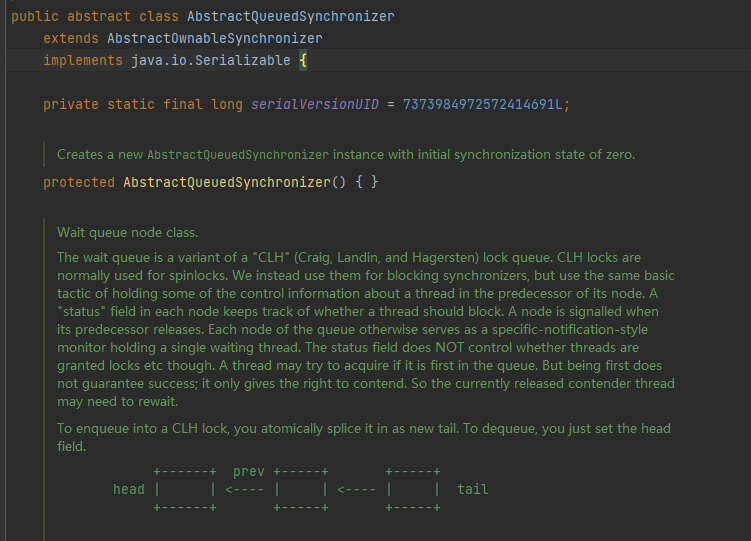 public abstract class AbstractQueuedSynchronizer
extends AbstractOwnableSynchronizer
implements java.io.Serializable {
private static final long serialVersionUID = 7373984972572414691L;
Creates a new AbstractQueuedSynchronizer instance with initial synchronization state of zero.
protected AbstractQueuedSynchronizer() { }
Wait queue node class.
The wait queue is a variant of a "CLH" (Craig, Landin, and Hagersten) lock queue. CLH locks are
normally used for spinlocks. We instead use them for blocking synchronizers, but use the same basic
tactic of holding some of the control information about a thread in the predecessor of its node. A
"status" field in each node keeps track of whether a thread should block. A node is signalled when
its predecessor releases. Each node of the queue otherwise serves as a specific-notification-style
monitor holding a single waiting thread. The status field does NOT control whether threads are
granted locks etc though. A thread may try to acquire if it is first in the queue. But being first does
not guarantee success; it only gives the right to contend. So the currently released contender thread
may need to rewait.
To enqueue into a CLH lock, you atomically splice it in as new tail. To dequeue, you just set the head
field.
+------+  prev +-----+       +-----+
head |      | <---- |     | <---- |     |  tail
+------+       +-----+       +-----+